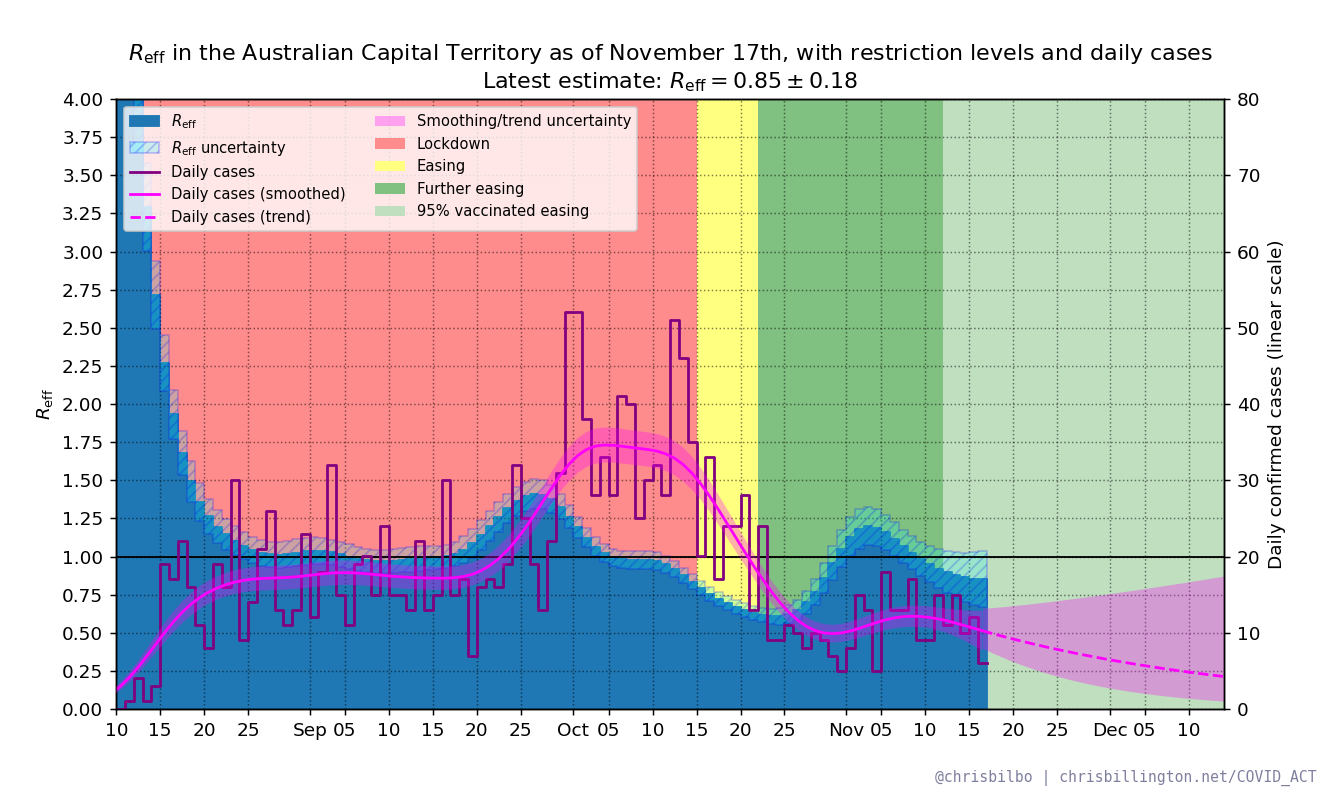 R_eff in the Australian Capital Territory as of November 17th, with restriction levels and daily cases
Latest estimate: R_eff = 0.85 ± 0.18
R_eff
R_eff uncertainty
Daily cases
Daily cases (smoothed)
Daily cases (trend)
Smoothing/trend uncertainty
Lockdown
Easing
Further easing
95% vaccinated easing
R_eff
4.00
3.75
3.50
3.25
3.00
2.75
2.50
2.25
2.00
1.75
1.50
1.25
1.00
0.75
0.50
0.25
0.00
80
70
60
50
40
30
20
10
0
Daily confirmed cases (linear scale)
10 15 20 25 Sep 05 10 15 20 25 Oct 05 10 15 20 25 Nov 05 10 15 20 25 Dec 05 10
@chrisbilbo | chrisbillington.net/COVID_ACT